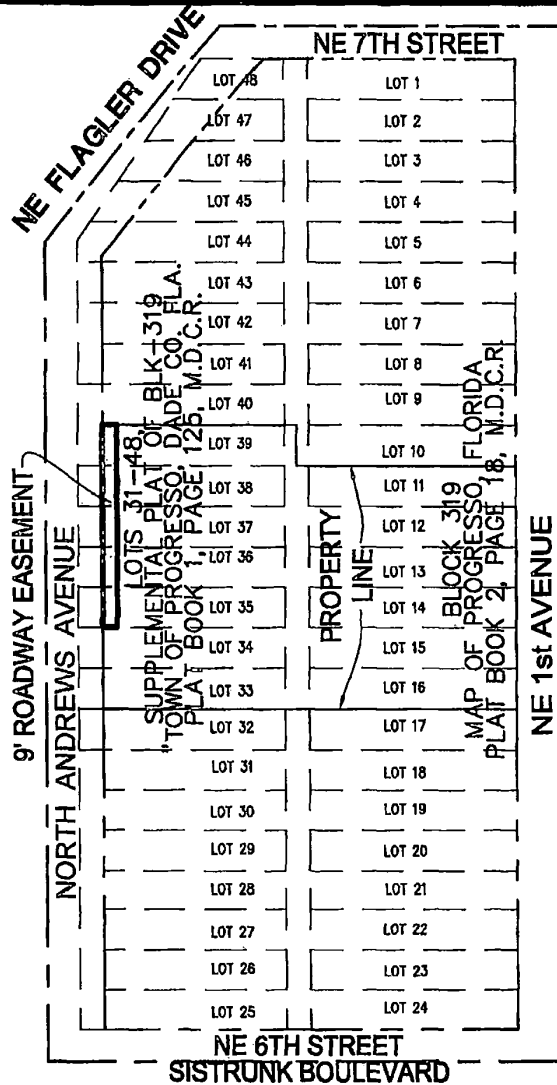 NE FLAGLER DRIVE
NE 7TH STREET
LOT 48
LOT 47
LOT 46
LOT 45
LOT 44
LOT 43
LOT 42
LOT 41
LOT 40
LOT 39
LOT 38
LOT 37
LOT 36
LOT 35
LOT 34
LOT 33
LOT 32
LOT 31
LOT 30
LOT 29
LOT 28
LOT 27
LOT 26
LOT 25
LOT 1
LOT 2
LOT 3
LOT 4
LOT 5
LOT 6
LOT 7
LOT 8
LOT 9
LOT 10
LOT 11
LOT 12
LOT 13
LOT 14
LOT 15
LOT 16
LOT 17
LOT 18
LOT 19
LOT 20
LOT 21
LOT 22
LOT 23
LOT 24
9' ROADWAY EASEMENT
NORTH ANDREWS AVENUE
LOTS 31-48,
SUPPLEMENTAL PLAT OF BLK-319
"TOWN OF PROGRESSO, DADE CO. FLA.
PLAT BOOK 1, PAGE 125, M.D.C.R.
PROPERTY
LINE
BLOCK 319
MAP OF PROGRESSO, FLORIDA
PLAT BOOK 2, PAGE 18, M.D.C.R.
NE 1st AVENUE
NE 6TH STREET
SISTRUNK BOULEVARD